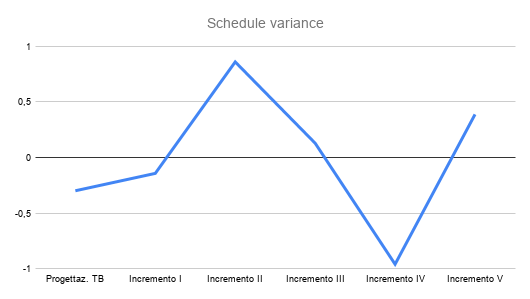 Schedule variance
1
0,5
0
-0,5
-1
Progettaz. TB Incremento I Incremento II Incremento III Incremento IV Incremento V